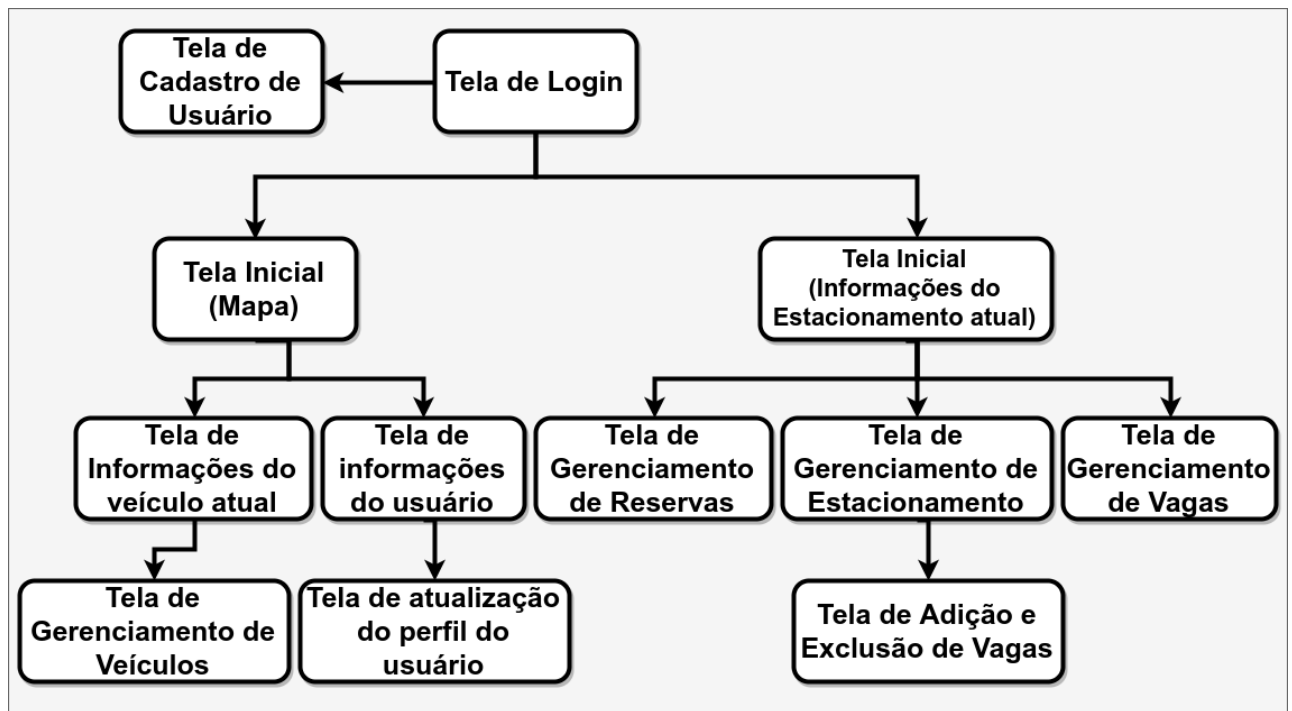 Tela de
Cadastro de
Usuário
Tela de Login
Tela Inicial
(Mapa)
Tela Inicial
(Informações do
Estacionamento atual)
Tela de
Informações do
veículo atual
Tela de
informações
do usuário
Tela de
Gerenciamento
de Reservas
Tela de
Gerenciamento de
Estacionamento
Tela de
Gerenciamento
de Vagas
Tela de
Gerenciamento de
Veículos
Tela de atualização
do perfil do
usuário
Tela de Adição e
Exclusão de Vagas